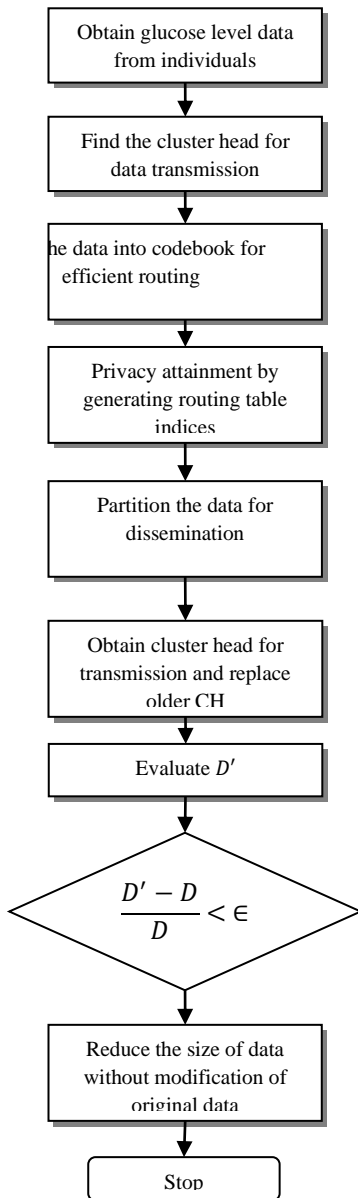 Obtain glucose level data
from individuals
Find the cluster head for
data transmission
he data into codebook for
efficient routing
Privacy attainment by
generating routing table
indices
Partition the data for
dissemination
Obtain cluster head for
transmission and replace
older CH
Evaluate D′
D′ − D
D
< ∈
Reduce the size of data
without modification of
original data
Stop